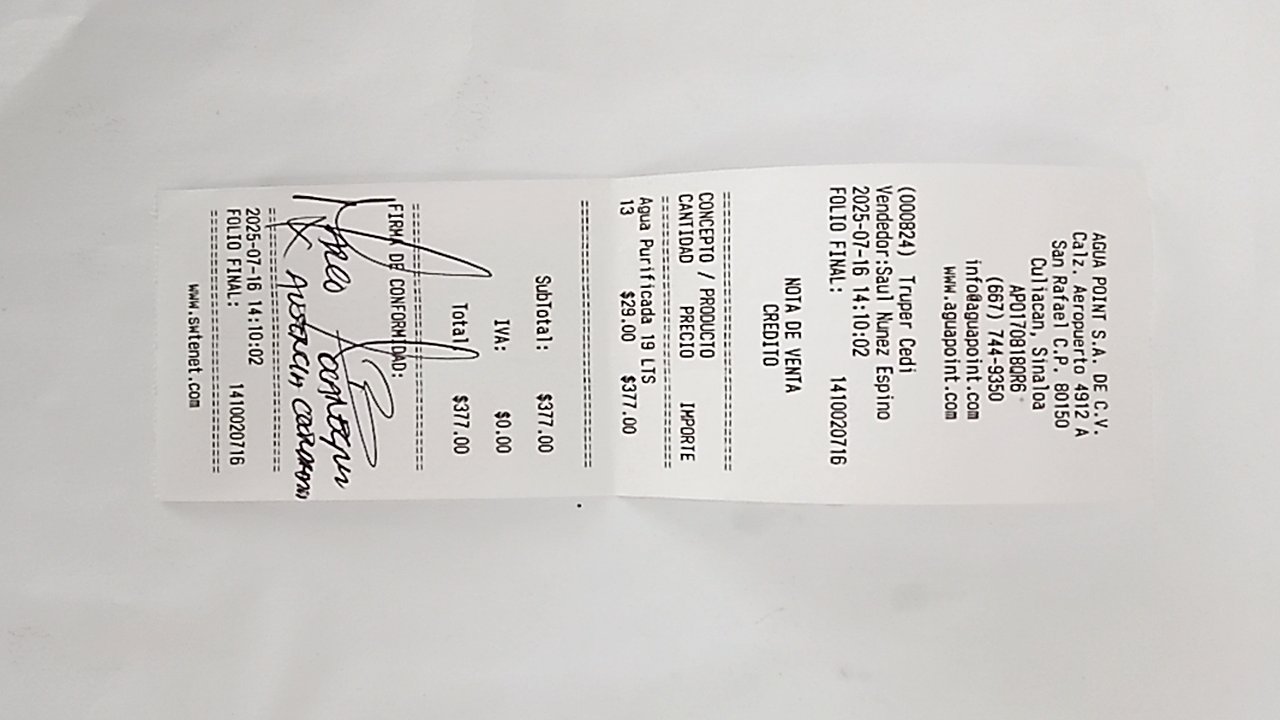 AGUA POINT S.A. DE C.V.
Calz. Aeropuerto 4912 A
San Rafael C.P. 80150
Culiacan, Sinaloa
APO170818QR6
(667) 744-9350
info@aguapoint.com
www.aguapoint.com
(000824) Truper Cedi
Vendedor:Saul Nunez Espino
2025-07-16 14:10:02
FOLIO FINAL: 1410020716
NOTA DE VENTA
CREDITO
==============================
CONCEPTO / PRODUCTO
CANTIDAD PRECIO IMPORTE
==============================
Agua Purificada 19 LTS
13 $29.00 $377.00
==============================
SubTotal: $377.00
IVA: $0.00
Total $377.00
==============================
FIRMA DE CONFORMIDAD:
X
==============================
2025-07-16 14:10:02
FOLIO FINAL: 1410020716
==============================
www.smtenet.com